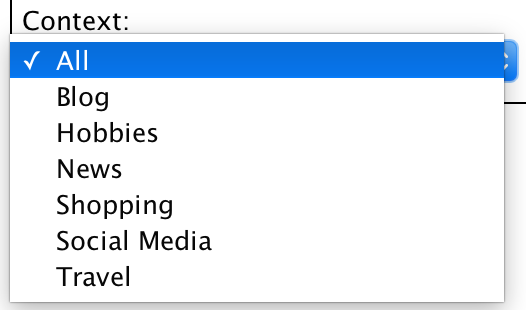 Context:
✓ All
Blog
Hobbies
News
Shopping
Social Media
Travel